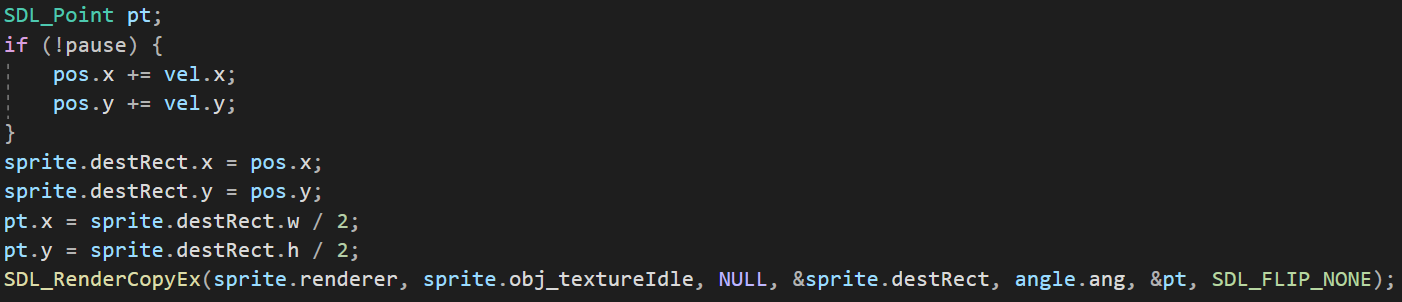 SDL_Point pt;
if (!pause) {
    pos.x += vel.x;
    pos.y += vel.y;
}
sprite.destRect.x = pos.x;
sprite.destRect.y = pos.y;
pt.x = sprite.destRect.w / 2;
pt.y = sprite.destRect.h / 2;
SDL_RenderCopyEx(sprite.renderer, sprite.obj_textureIdle, NULL, &sprite.destRect, angle.ang, &pt, SDL_FLIP_NONE);